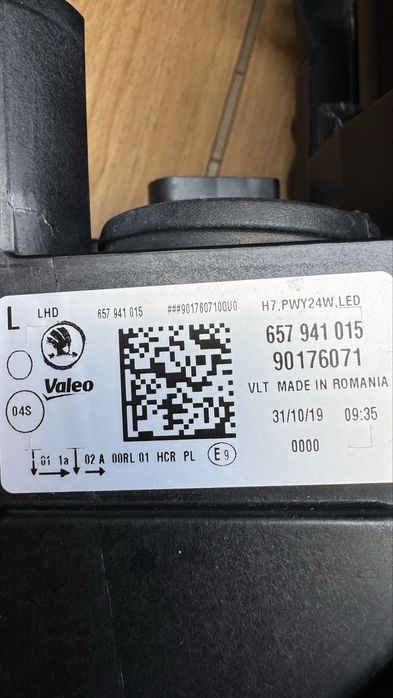 L LHD 657 941 015 ###9017607100U0 H7,PWY24W,LED
657 941 015
90176071
Valeo
VLT MADE IN ROMANIA
04S
31/10/19 09:35
0000
01 1a 02 A 00RL 01 HCR PL E9